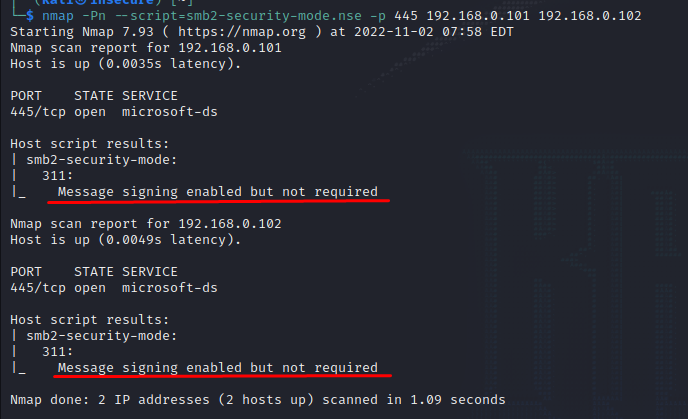 (kali㉿insecure) [~]
$ nmap -Pn --script=smb2-security-mode.nse -p 445 192.168.0.101 192.168.0.102
Starting Nmap 7.93 ( https://nmap.org ) at 2022-11-02 07:58 EDT
Nmap scan report for 192.168.0.101
Host is up (0.0035s latency).
PORT    STATE SERVICE
445/tcp open  microsoft-ds
Host script results:
| smb2-security-mode:
|   311:
|_    Message signing enabled but not required
Nmap scan report for 192.168.0.102
Host is up (0.0049s latency).
PORT    STATE SERVICE
445/tcp open  microsoft-ds
Host script results:
| smb2-security-mode:
|   311:
|_    Message signing enabled but not required
Nmap done: 2 IP addresses (2 hosts up) scanned in 1.09 seconds